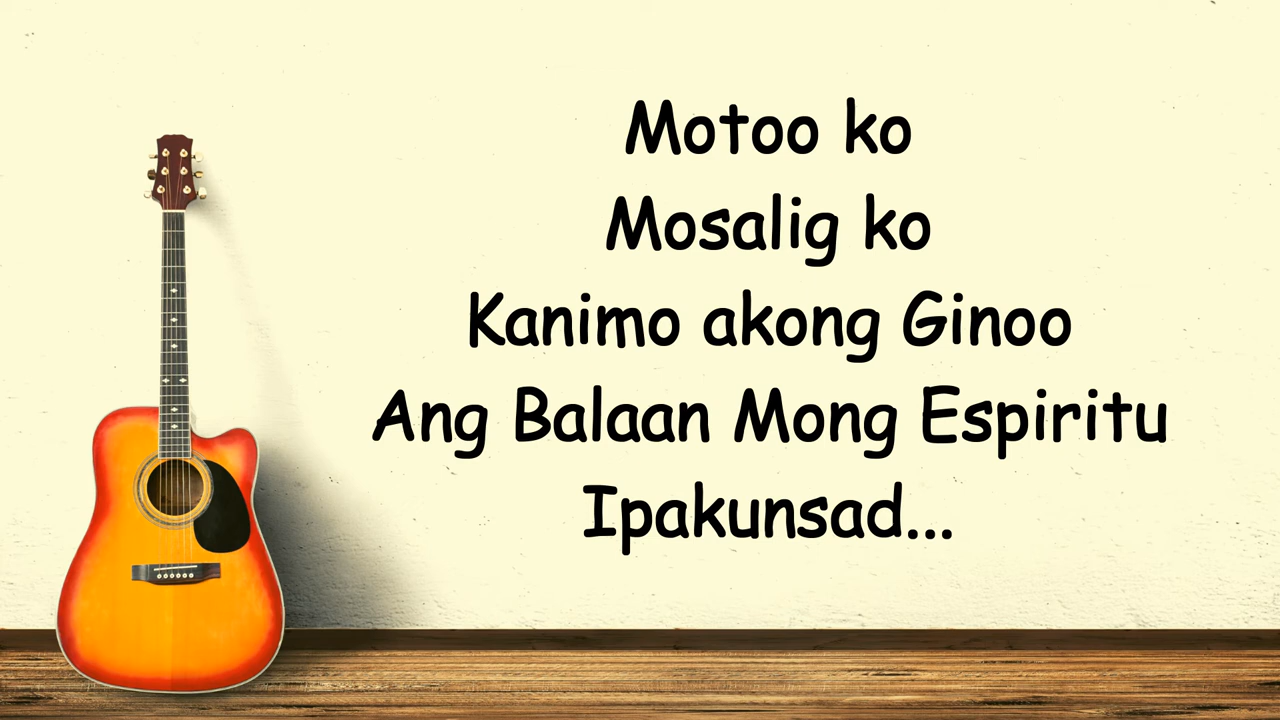 Motoo ko
Mosalig ko
Kanimo akong Ginoo
Ang Balaan Mong Espiritu
Ipakunsad...